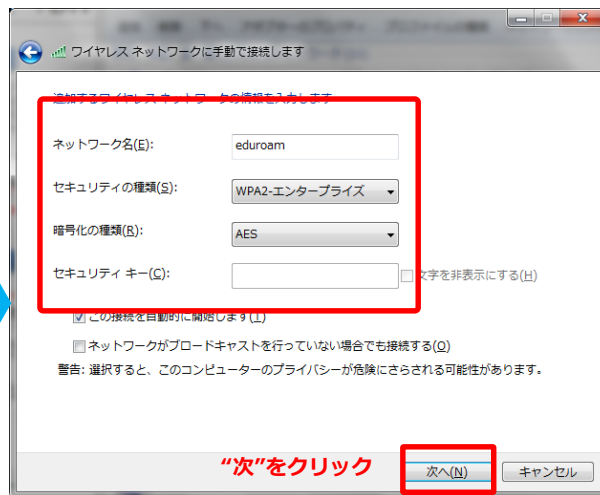 ワイヤレス ネットワークに手動で接続します
追加するワイヤレス ネットワークの情報を入力します
ネットワーク名(E): eduroam
セキュリティの種類(S): WPA2-エンタープライズ
暗号化の種類(R): AES
セキュリティ キー(C): 文字を非表示にする(H)
この接続を自動的に開始します(T)
ネットワークがブロードキャストを行っていない場合でも接続する(O)
警告: 選択すると、このコンピューターのプライバシーが危険にさらされる可能性があります。
“次”をクリック
次へ(N) キャンセル